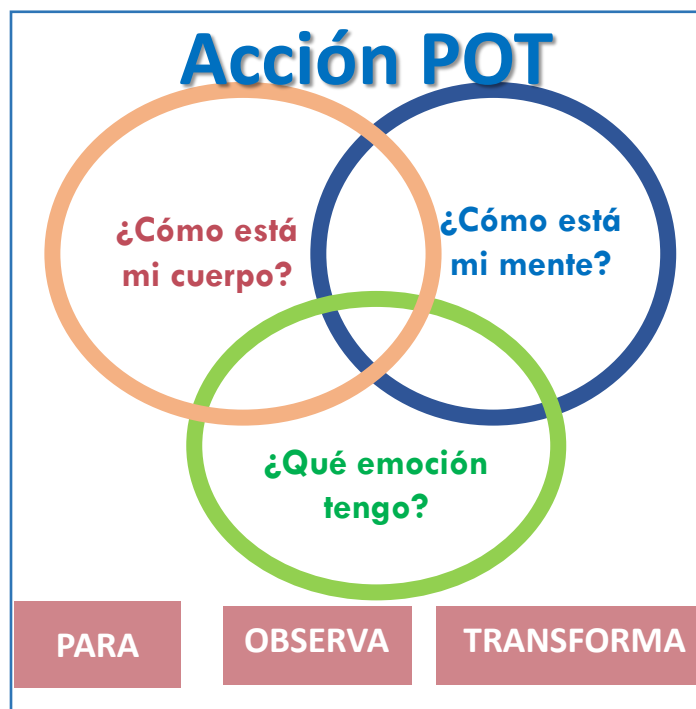 Acción POT
¿Cómo está
mi cuerpo?
¿Cómo está
mi mente?
¿Qué emoción
tengo?
PARA
OBSERVA
TRANSFORMA